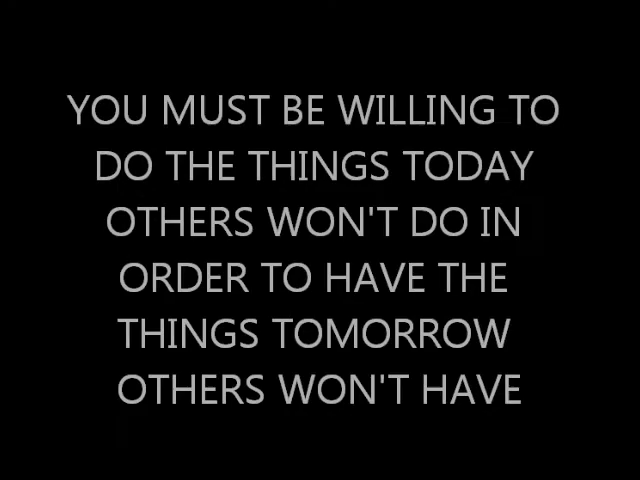 YOU MUST BE WILLING TO
DO THE THINGS TODAY
OTHERS WON'T DO IN
ORDER TO HAVE THE
THINGS TOMORROW
OTHERS WON'T HAVE